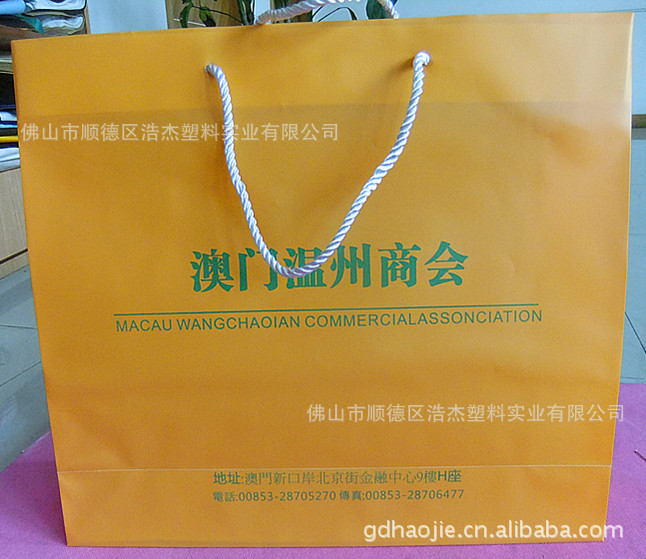 佛山市顺德区浩杰塑料实业有限公司
澳门温州商会
MACAU WANGCHAOIAN COMMERCIALASSONCIATION
佛山市顺德区浩杰塑料实业有限公司
地址:澳門新口岸北京街金融中心9樓H座
電話:00853-28705270 傳真:00853-28706477
gdhaojie.cn.alibaba.com